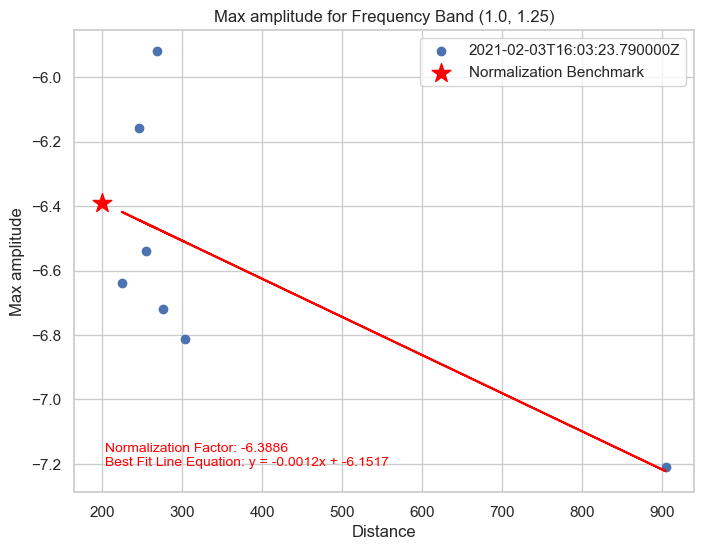 Max amplitude for Frequency Band (1.0, 1.25)
2021-02-03T16:03:23.790000Z
Normalization Benchmark
−6.0
−6.2
−6.4
−6.6
−6.8
−7.0
−7.2
Max amplitude
Normalization Factor: -6.3886
Best Fit Line Equation: y = -0.0012x + -6.1517
200 300 400 500 600 700 800 900
Distance